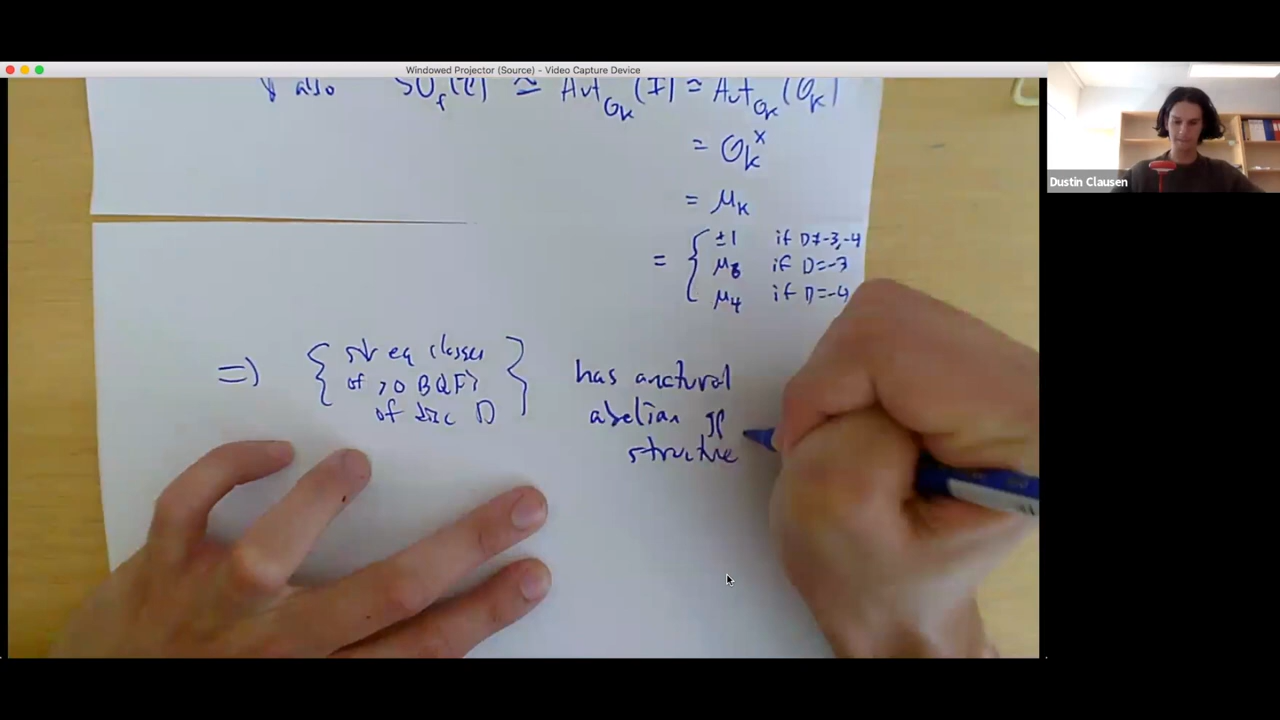 Windowed Projector (Source) - Video Capture Device
also SO_f(ℤ) ≃ Aut_{O_K}(I) = Aut_{O_K}(O_K)
= O_K^×
= μ_K
= { ±1 if D≠-3,-4
μ_6 if D=-3
μ_4 if D=-4
=> { str eq classes of >0 BQF's of disc D } has a natural abelian gp structure
Dustin Clausen